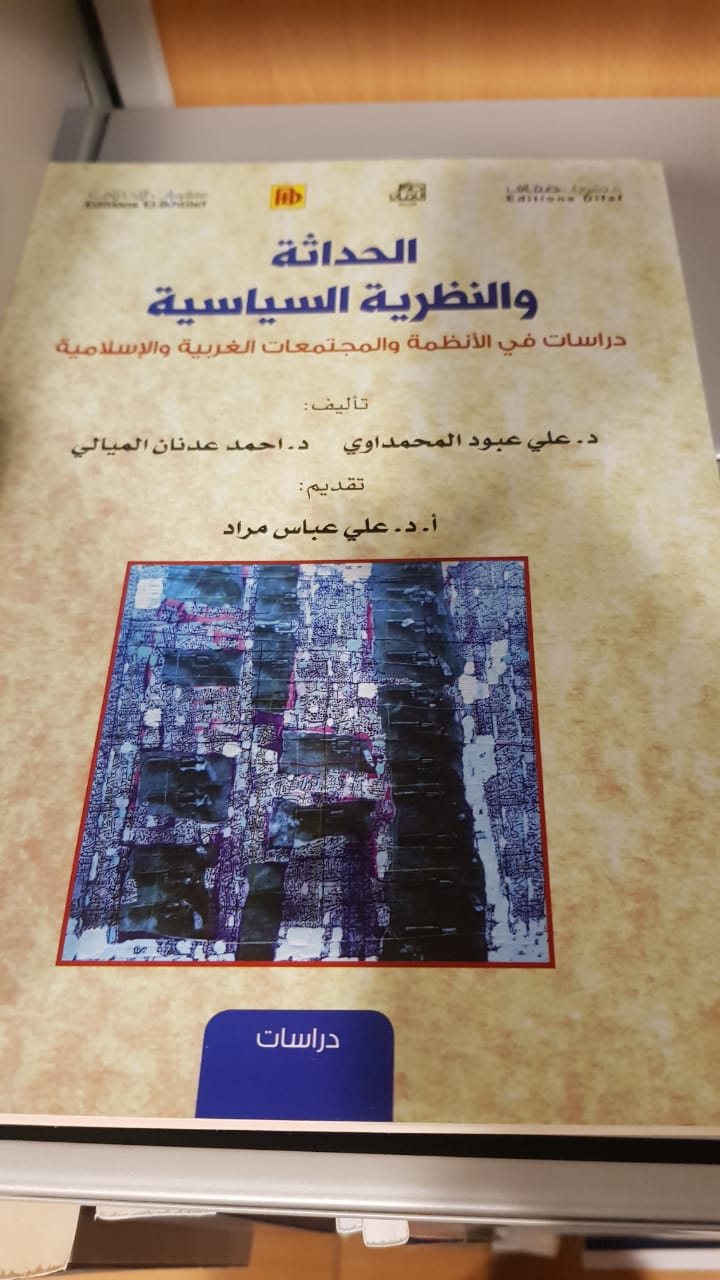 منشورات ضفاف
Editions Difaf
منشورات الاختلاف
Editions El-Ikhtilef
الحداثة
والنظرية السياسية
دراسات في الأنظمة والمجتمعات الغربية والإسلامية
تأليف:
د. علي عبود المحمداوي د. احمد عدنان الميالي
تقديم:
أ. د. علي عباس مراد
دراسات